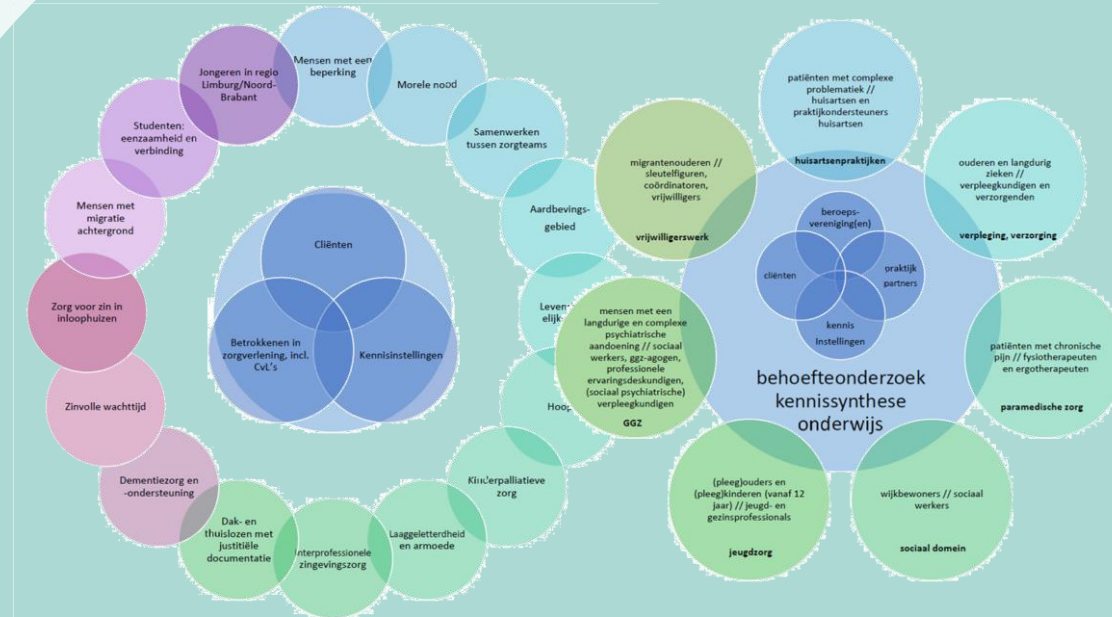 Mensen met een
beperking
Morele nood
Samenwerken
tussen zorgteams
Aardbevings-
gebied
Hoop
zorg
Laaggeletterdheid
en armoede
Interprofessionele
zingevingszorg
Dak- en
thuislozen met
justitiële
documentatie
Dementiezorg en
-ondersteuning
Zinvolle wachttijd
Zorg voor zin in
inloophuizen
Mensen met
migratie
achtergrond
Studenten:
eenzaamheid en
verbinding
Jongeren in regio
Limburg/Noord-
Brabant
Cliënten
Betrokkenen in
zorgverlening, incl.
CvL's
Kennisinstellingen
patiënten met complexe
problematiek //
huisartsen en
praktijkondersteuners
huisartsen
huisartsenpraktijken
ouderen en langdurig
zieken //
verpleegkundigen en
verzorgenden
verpleging, verzorging
patiënten met chronische
pijn // fysiotherapeuten
en ergotherapeuten
paramedische zorg
wijkbewoners // sociaal
werkers
sociaal domein
(pleeg)ouders en
(pleeg)kinderen (vanaf 12
jaar) // jeugd- en
gezinsprofessionals
jeugdzorg
mensen met een
langdurige en complexe
psychiatrische
aandoening // sociaal
werkers, ggz-agogen,
professionele
ervaringsdeskundigen,
(sociaal psychiatrische)
verpleegkundigen
GGZ
migrantenouderen //
sleutelfiguren,
coördinatoren,
vrijwilligers
vrijwilligerswerk
beroeps-
vereniging(en)
cliënten
praktijk
partners
kennis
instellingen
behoefteonderzoek
kennissynthese
onderwijs